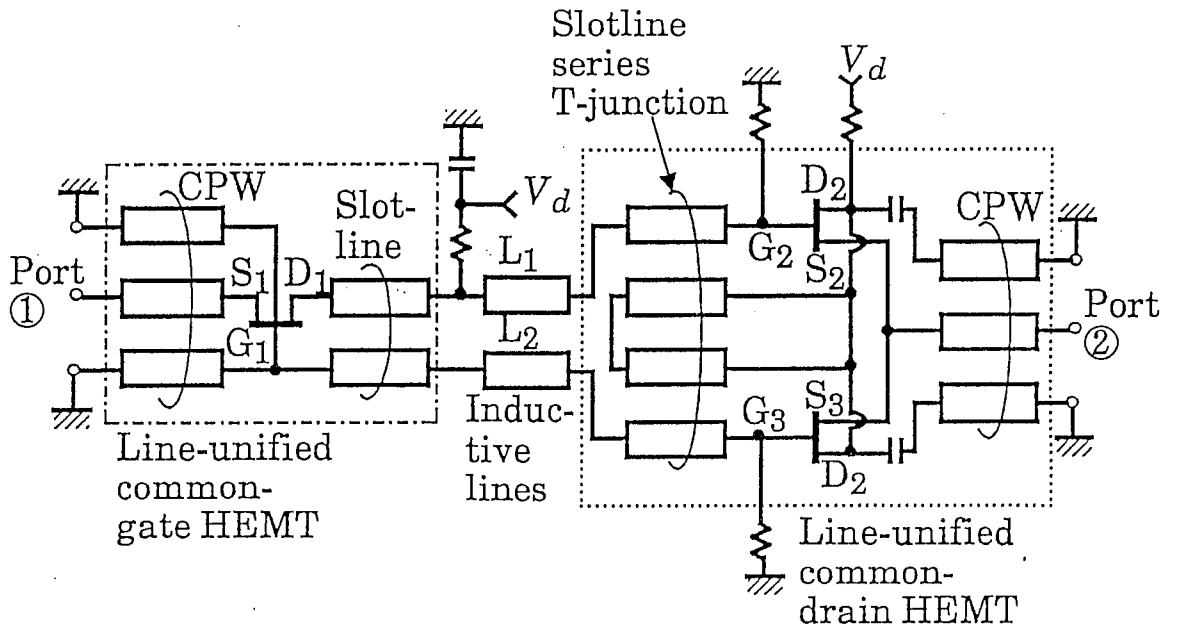 Slotline
series
T-junction
V_d
CPW
Slot-
line
V_d
D_2
CPW
Port
①
S_1
D_1
L_1
G_2
S_2
Port
②
G_1
L_2
S_3
G_3
D_2
Induc-
tive
lines
Line-unified
common-
gate HEMT
Line-unified
common-
drain HEMT